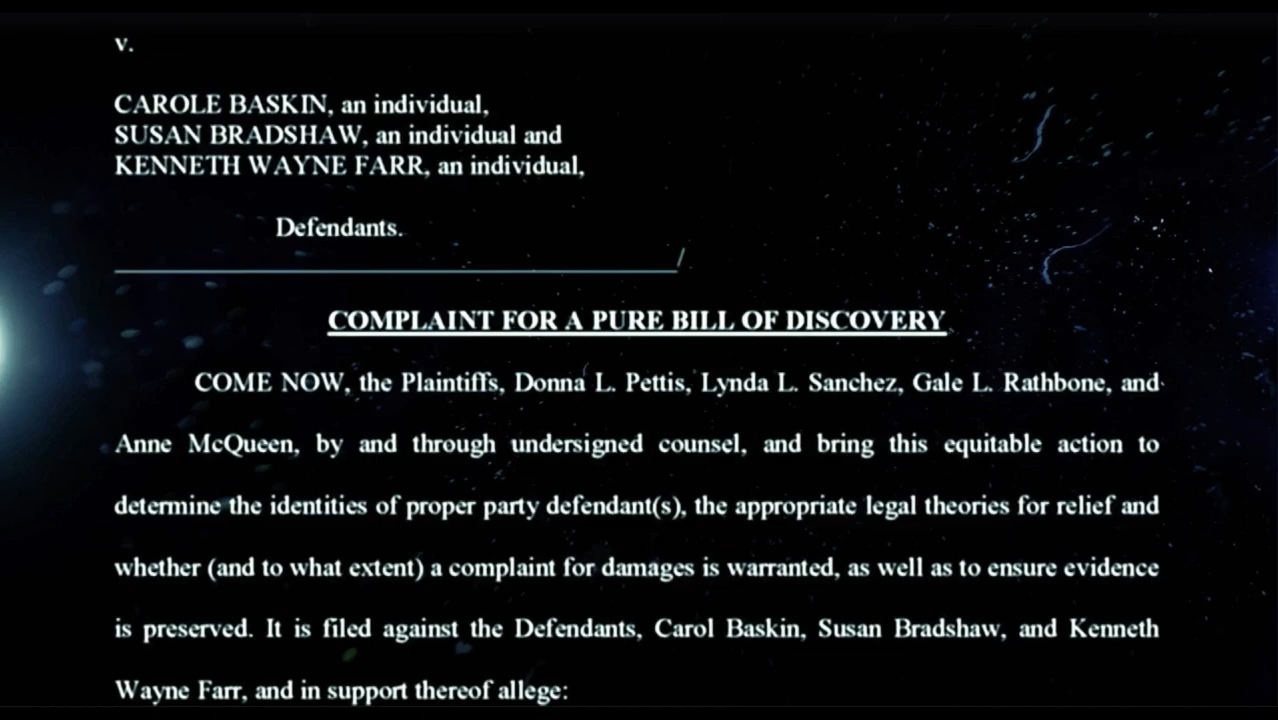 v.
CAROLE BASKIN, an individual,
SUSAN BRADSHAW, an individual and
KENNETH WAYNE FARR, an individual,
Defendants.
/
COMPLAINT FOR A PURE BILL OF DISCOVERY
COME NOW, the Plaintiffs, Donna L. Pettis, Lynda L. Sanchez, Gale L. Rathbone, and
Anne McQueen, by and through undersigned counsel, and bring this equitable action to
determine the identities of proper party defendant(s), the appropriate legal theories for relief and
whether (and to what extent) a complaint for damages is warranted, as well as to ensure evidence
is preserved. It is filed against the Defendants, Carol Baskin, Susan Bradshaw, and Kenneth
Wayne Farr, and in support thereof allege: